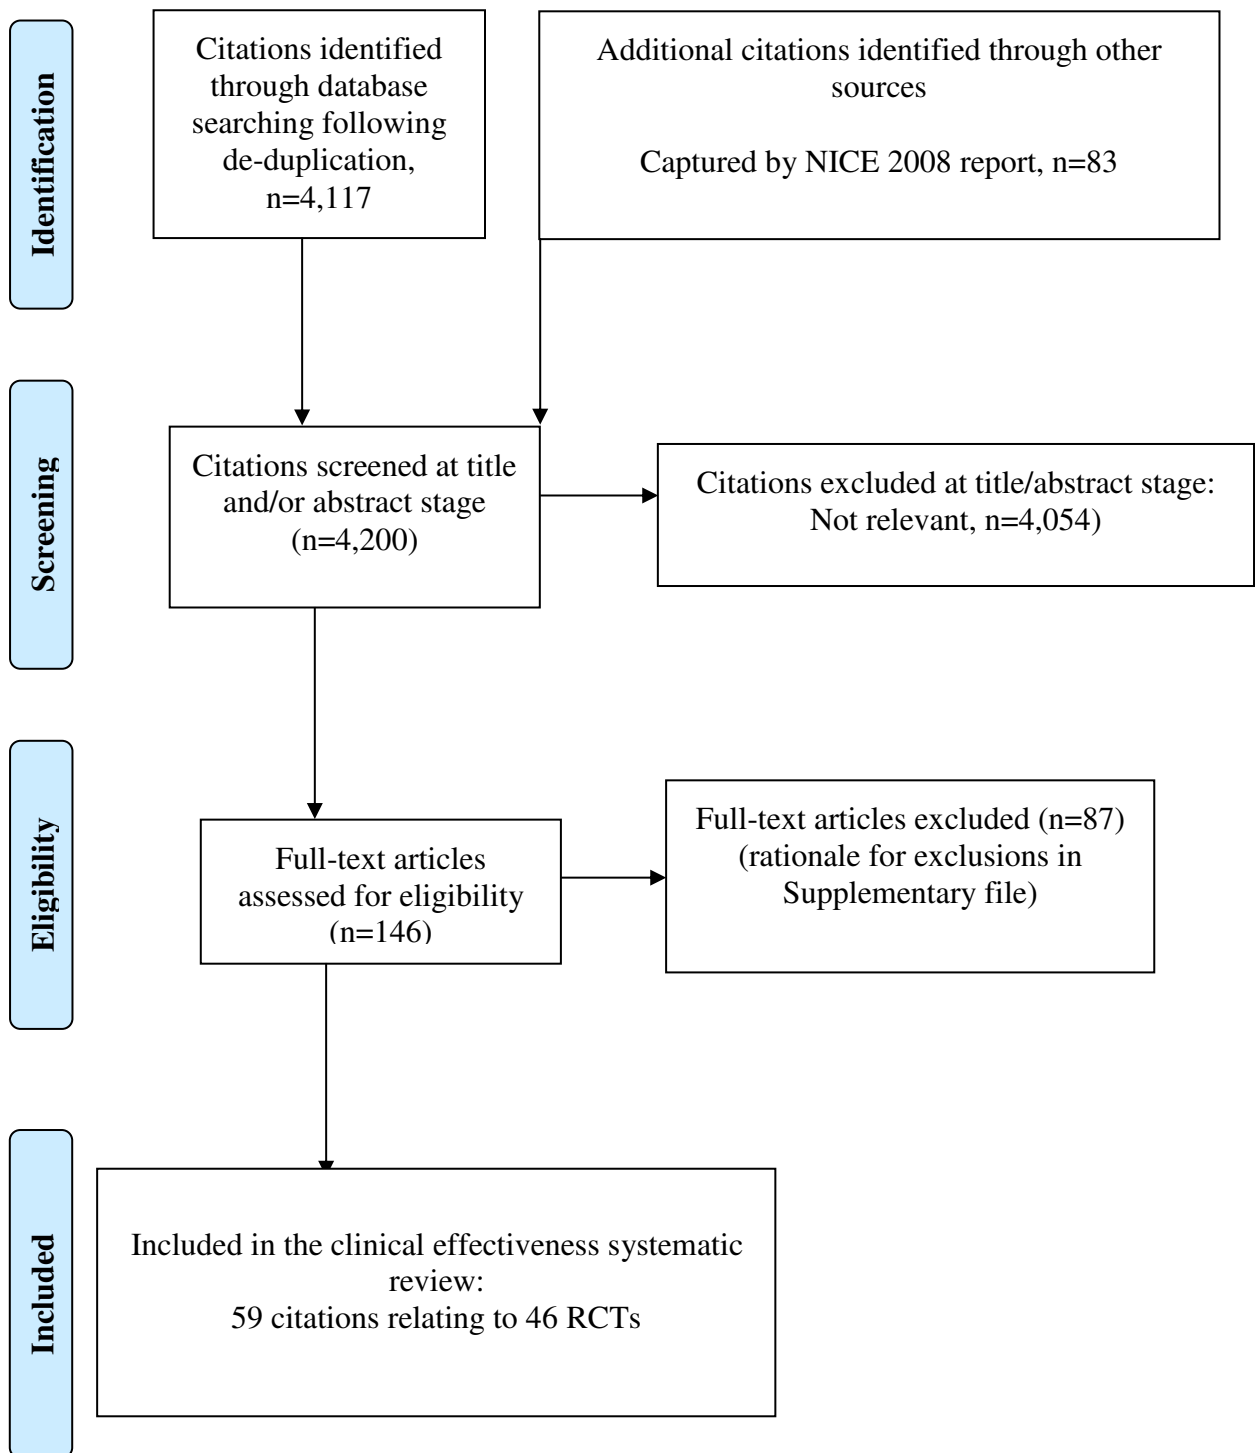 Identification
Citations identified
through database
searching following
de-duplication,
n=4,117
Additional citations identified through other
sources
Captured by NICE 2008 report, n=83
Screening
Citations screened at title
and/or abstract stage
(n=4,200)
Citations excluded at title/abstract stage:
Not relevant, n=4,054)
Eligibility
Full-text articles
assessed for eligibility
(n=146)
Full-text articles excluded (n=87)
(rationale for exclusions in
Supplementary file)
Included
Included in the clinical effectiveness systematic
review:
59 citations relating to 46 RCTs